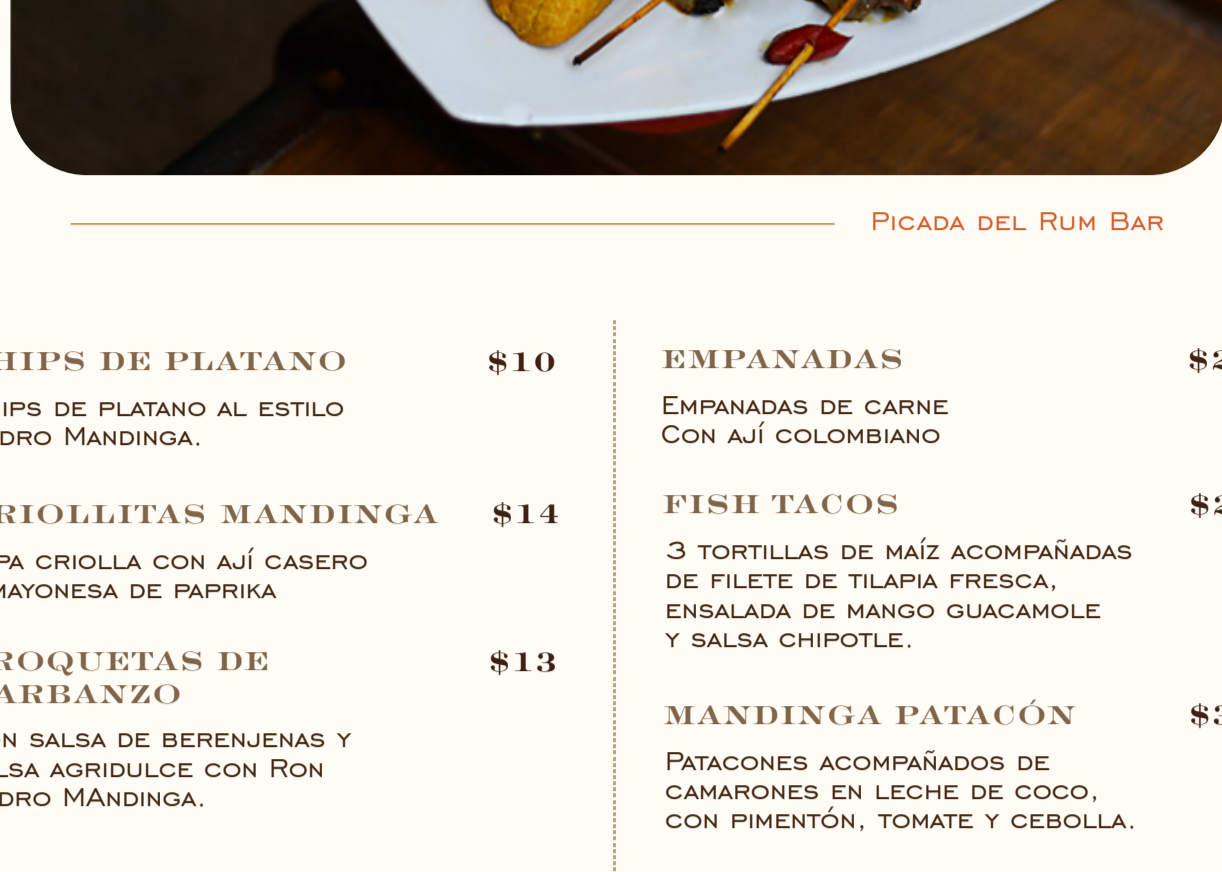 Picada del Rum Bar
HIPS DE PLATANO $10
IPS DE PLATANO AL ESTILO
DRO MANDINGA.
RIOLLITAS MANDINGA $14
PA CRIOLLA CON AJÍ CASERO
MAYONESA DE PAPRIKA
ROQUETAS DE $13
ARBANZO
N SALSA DE BERENJENAS Y
LSA AGRIDULCE CON RON
DRO MANDINGA.
EMPANADAS $2
EMPANADAS DE CARNE
CON AJÍ COLOMBIANO
FISH TACOS $2
3 TORTILLAS DE MAÍZ ACOMPAÑADAS
DE FILETE DE TILAPIA FRESCA,
ENSALADA DE MANGO GUACAMOLE
Y SALSA CHIPOTLE.
MANDINGA PATACÓN $3
PATACONES ACOMPAÑADOS DE
CAMARONES EN LECHE DE COCO,
CON PIMENTÓN, TOMATE Y CEBOLLA.